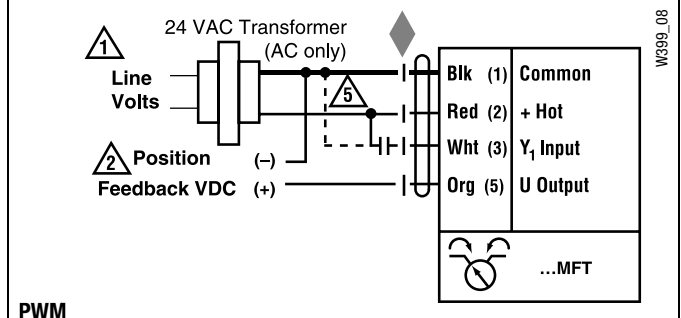 24 VAC Transformer
(AC only)
1
Line
Volts
5
2 Position (–)
Feedback VDC (+)
Blk (1) Common
Red (2) + Hot
Wht (3) Y1 Input
Org (5) U Output
...MFT
W399_08
PWM